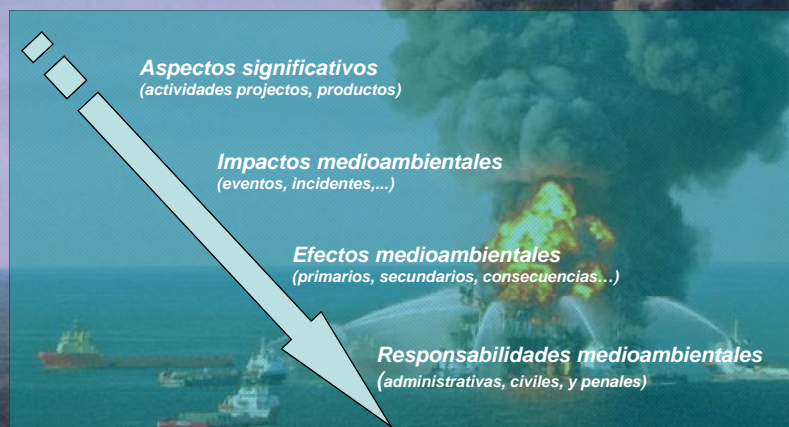 Aspectos significativos
(actividades projectos, productos)
Impactos medioambientales
(eventos, incidentes,...)
Efectos medioambientales
(primarios, secundarios, consecuencias...)
Responsabilidades medioambientales
(administrativas, civiles, y penales)